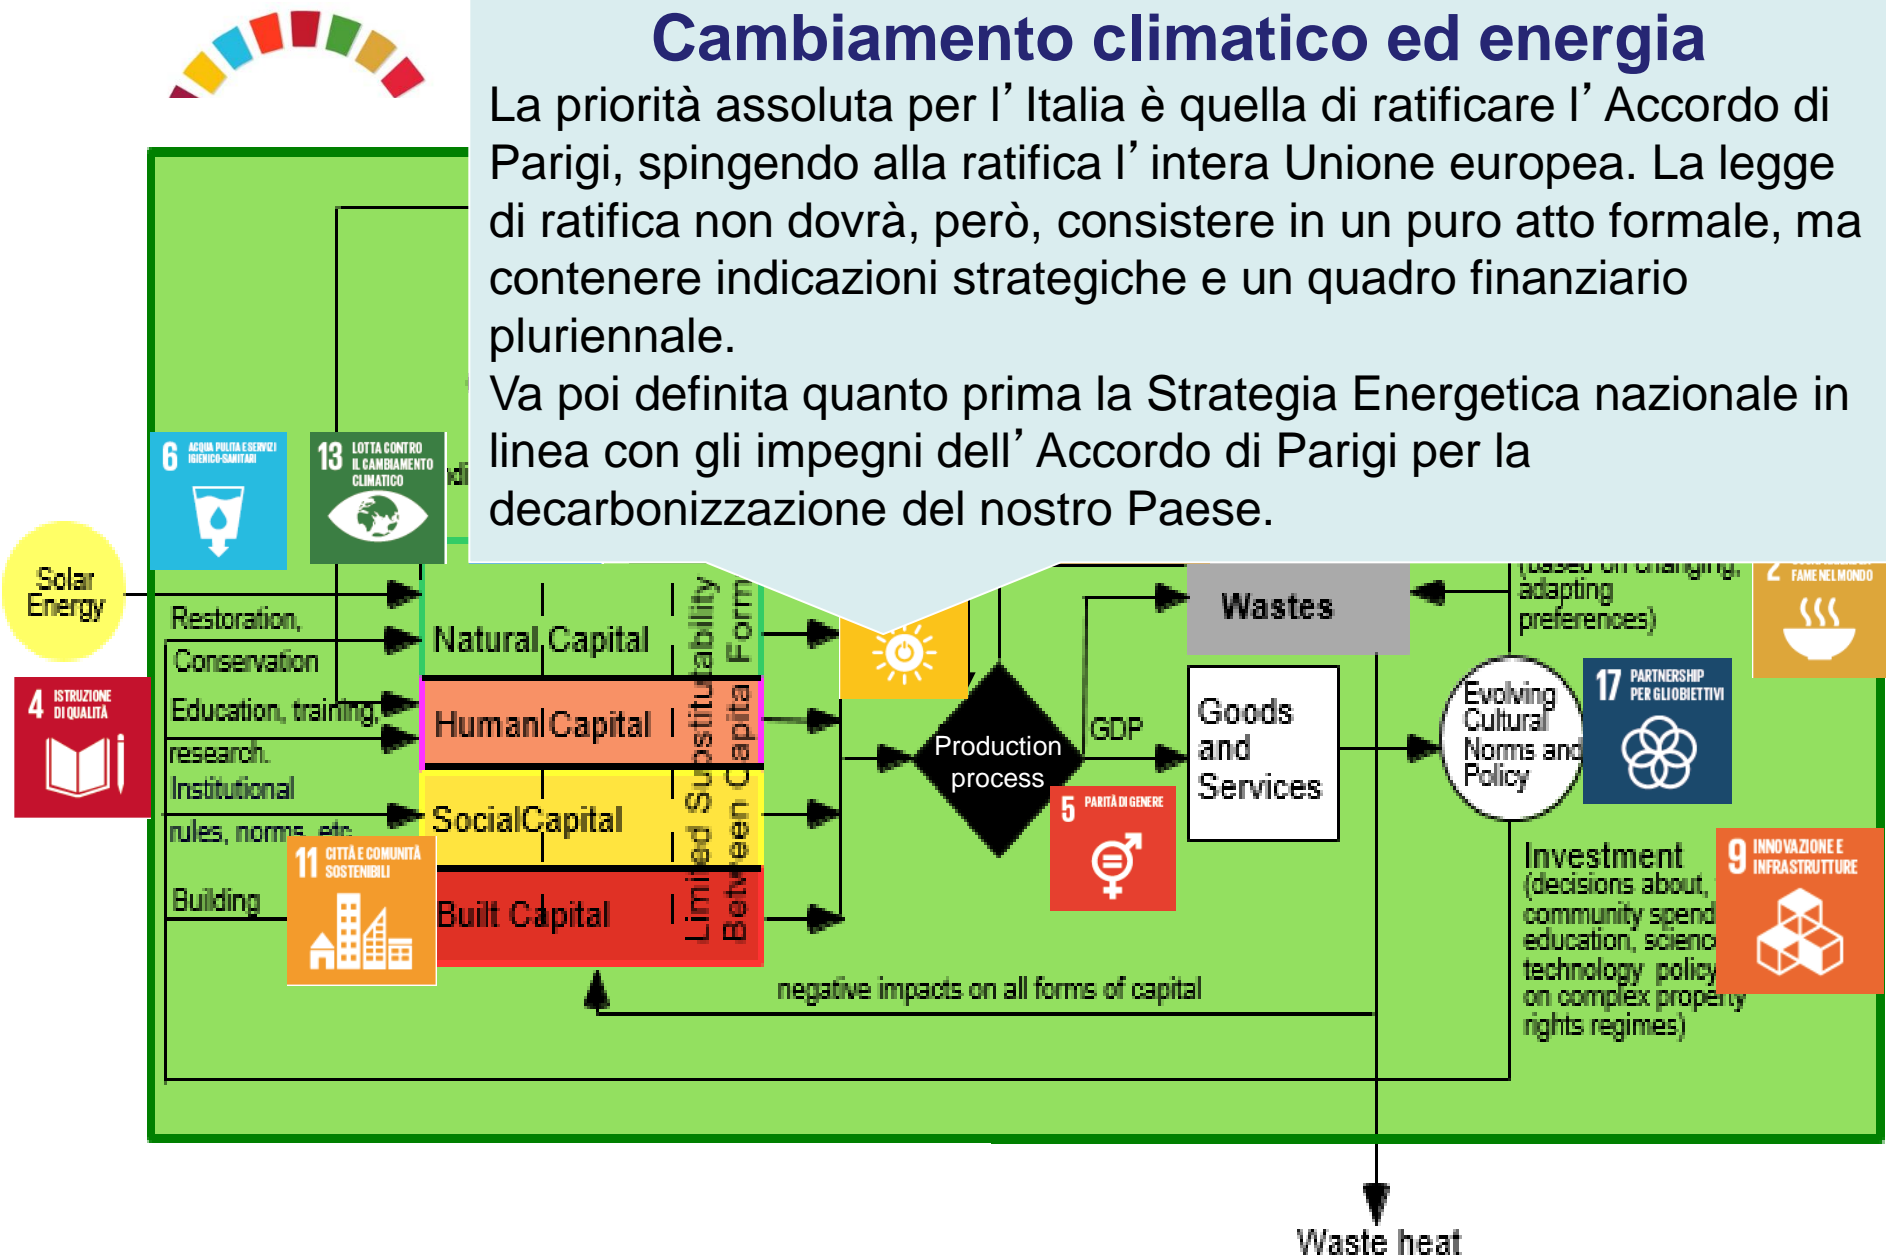 Cambiamento climatico ed energia
La priorità assoluta per l’Italia è quella di ratificare l’Accordo di
Parigi, spingendo alla ratifica l’intera Unione europea. La legge
di ratifica non dovrà, però, consistere in un puro atto formale, ma
contenere indicazioni strategiche e un quadro finanziario
pluriennale.
Va poi definita quanto prima la Strategia Energetica nazionale in
linea con gli impegni dell’Accordo di Parigi per la
decarbonizzazione del nostro Paese.
6 ACQUA PULITA E SERVIZI
IGIENICO-SANITARI
13 LOTTA CONTRO
IL CAMBIAMENTO
CLIMATICO
Solar
Energy
Restoration,
Conservation
4 ISTRUZIONE
DI QUALITÀ
Education, training,
research.
Institutional
rules, norms, etc
11 CITTÀ E COMUNITÀ
SOSTENIBILI
Building
Natural Capital
Human Capital
Social Capital
Built Capital
Limited Substitutability
Between Capital Form
Production
process
GDP
5 PARITÀ DI GENERE
Wastes
Goods
and
Services
(based on changing,
adapting
preferences)
2
FAME NEL MONDO
Evolving
Cultural
Norms and
Policy
17 PARTNERSHIP
PER GLI OBIETTIVI
Investment
(decisions about,
community spend
education, scienc
technology policy
on complex property
rights regimes)
9 INNOVAZIONE E
INFRASTRUTTURE
negative impacts on all forms of capital
Waste heat